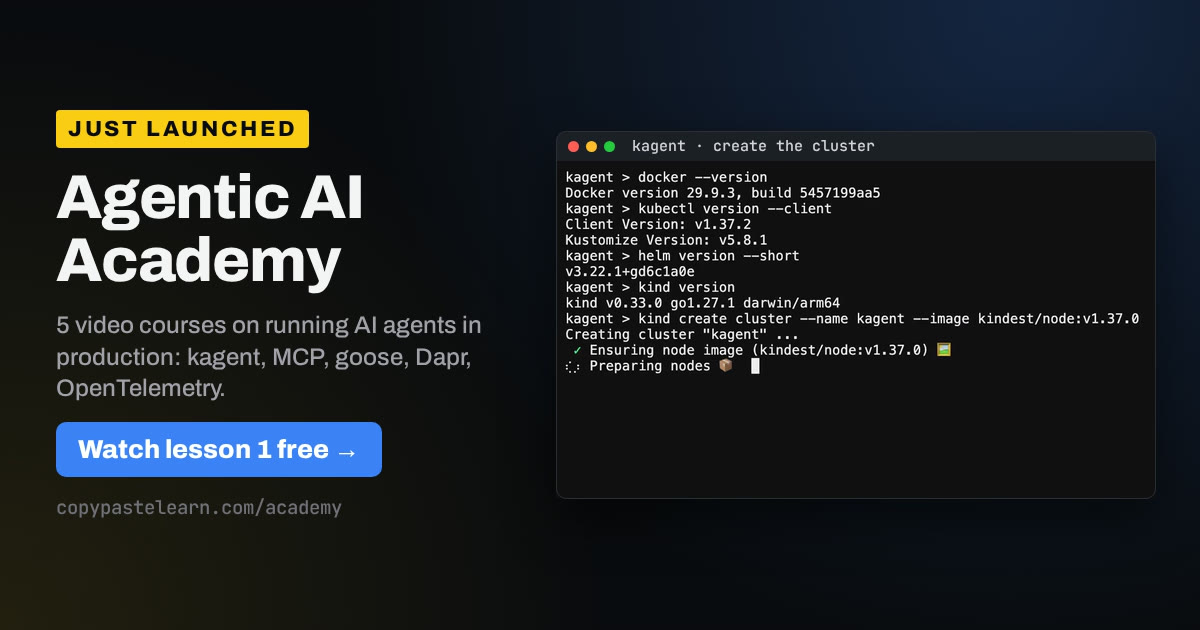 JUST LAUNCHED
Agentic AI
Academy
5 video courses on running AI agents in
production: kagent, MCP, goose, Dapr,
OpenTelemetry.
Watch lesson 1 free →
copypastelearn.com/academy
kagent · create the cluster
kagent > docker --version
Docker version 29.9.3, build 5457199aa5
kagent > kubectl version --client
Client Version: v1.37.2
Kustomize Version: v5.8.1
kagent > helm version --short
v3.22.1+gd6c1a0e
kagent > kind version
kind v0.33.0 go1.27.1 darwin/arm64
kagent > kind create cluster --name kagent --image kindest/node:v1.37.0
Creating cluster "kagent" ...
✓ Ensuring node image (kindest/node:v1.37.0) 🖼️
Preparing nodes 📦